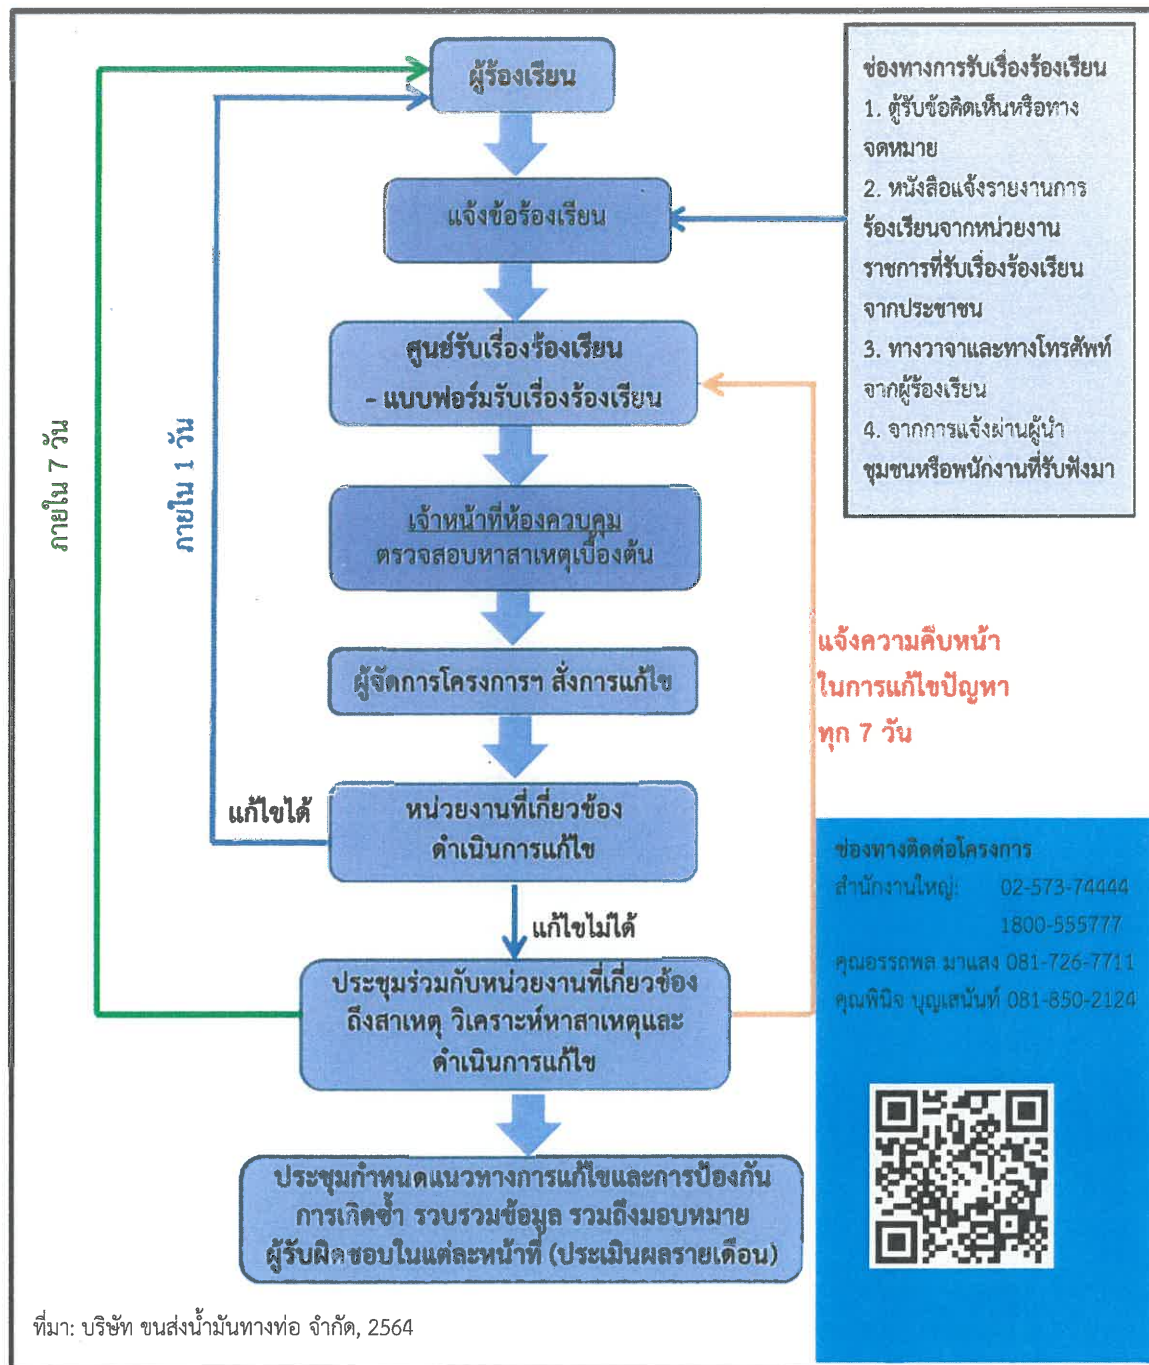 ผู้ร้องเรียน
แจ้งข้อร้องเรียน
ศูนย์รับเรื่องร้องเรียน
- แบบฟอร์มรับเรื่องร้องเรียน
เจ้าหน้าที่ห้องควบคุม
ตรวจสอบหาสาเหตุเบื้องต้น
ผู้จัดการโครงการฯ สั่งการแก้ไข
หน่วยงานที่เกี่ยวข้อง
ดำเนินการแก้ไข
แก้ไขได้
แก้ไขไม่ได้
ประชุมร่วมกับหน่วยงานที่เกี่ยวข้อง
ถึงสาเหตุ วิเคราะห์หาสาเหตุและ
ดำเนินการแก้ไข
ประชุมกำหนดแนวทางการแก้ไขและการป้องกัน
การเกิดซ้ำ รวบรวมข้อมูล รวมถึงมอบหมาย
ผู้รับผิดชอบในแต่ละหน้าที่ (ประเมินผลรายเดือน)
ภายใน 7 วัน
ภายใน 1 วัน
ช่องทางการรับเรื่องร้องเรียน
1. ตู้รับข้อคิดเห็นหรือทาง
จดหมาย
2. หนังสือแจ้งรายงานการ
ร้องเรียนจากหน่วยงาน
ราชการที่รับเรื่องร้องเรียน
จากประชาชน
3. ทางวาจาและทางโทรศัพท์
จากผู้ร้องเรียน
4. จากการแจ้งผ่านผู้นำ
ชุมชนหรือพนักงานที่รับฟังมา
แจ้งความคืบหน้า
ในการแก้ไขปัญหา
ทุก 7 วัน
ช่องทางติดต่อโครงการ
สำนักงานใหญ่: 02-573-74444
1800-555777
คุณอรรถพล มาแสง 081-726-7711
คุณพินิจ บุญเสนันท์ 081-850-2124
ที่มา: บริษัท ขนส่งน้ำมันทางท่อ จำกัด, 2564